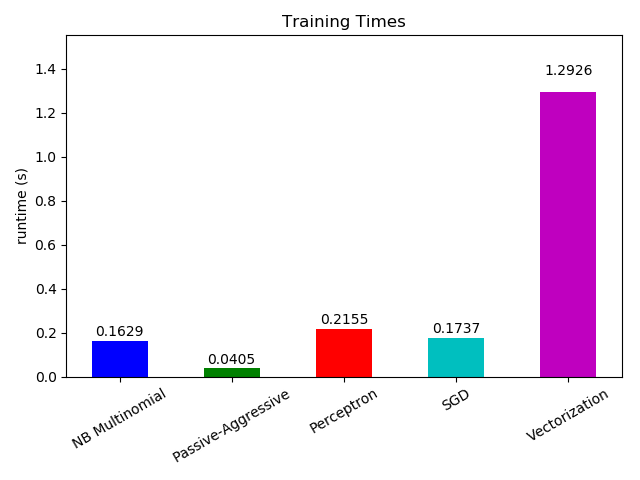 Training Times
runtime (s)
1.4
1.2
1.0
0.8
0.6
0.4
0.2
0.0
0.1629
0.0405
0.2155
0.1737
1.2926
NB Multinomial
Passive-Aggressive
Perceptron
SGD
Vectorization